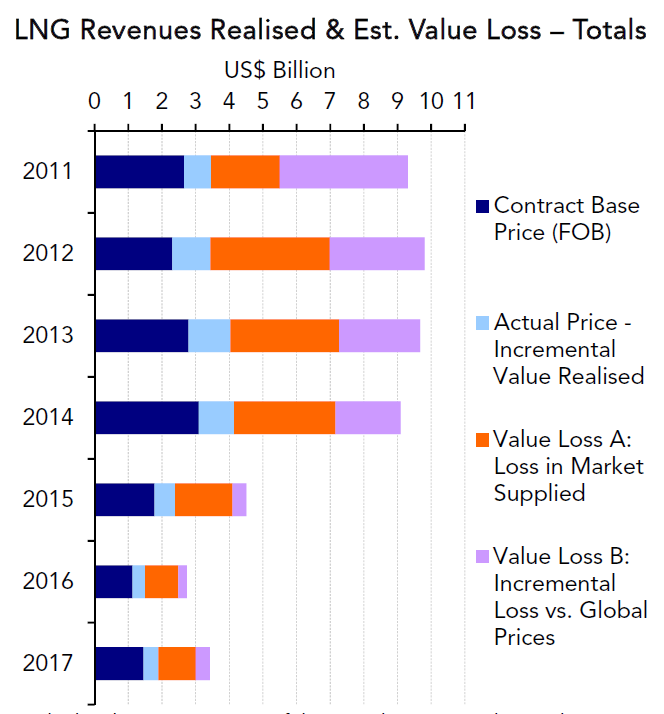 LNG Revenues Realised & Est. Value Loss – Totals
US$ Billion
0 1 2 3 4 5 6 7 8 9 10 11
2011
2012
2013
2014
2015
2016
2017
Contract Base
Price (FOB)
Actual Price -
Incremental
Value Realised
Value Loss A:
Loss in Market
Supplied
Value Loss B:
Incremental
Loss vs. Global
Prices